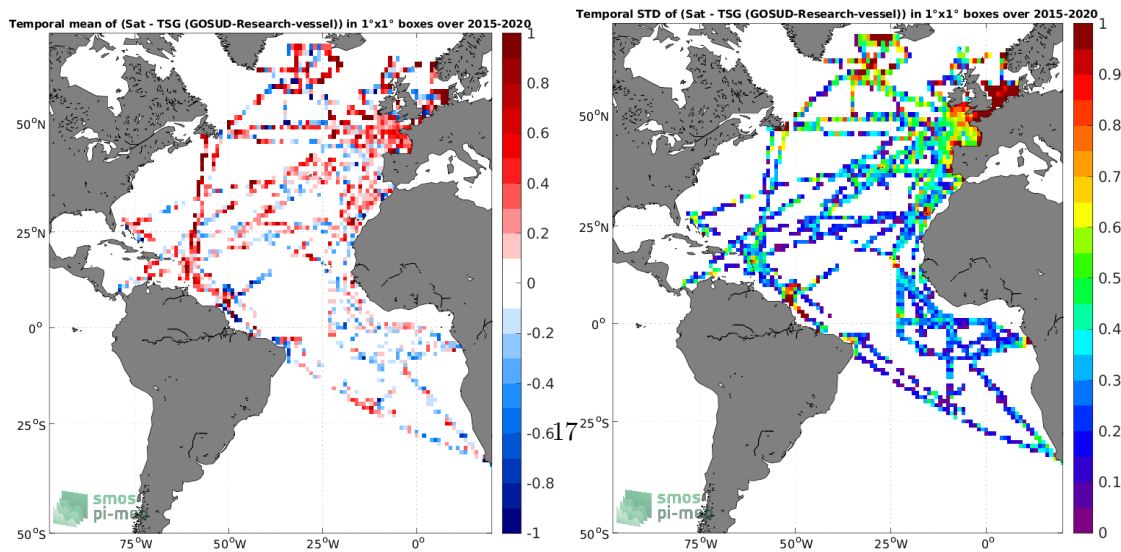 Temporal mean of (Sat - TSG (GOSUD-Research-vessel)) in 1°x1° boxes over 2015-2020
1
0.8
0.6
0.4
0.2
0
-0.2
-0.4
-0.6
-0.8
-1
50°N
25°N
0°
25°S
50°S
75°W
50°W
25°W
0°
smos
pi-mep
17
Temporal STD of (Sat - TSG (GOSUD-Research-vessel)) in 1°x1° boxes over 2015-2020
1
0.9
0.8
0.7
0.6
0.5
0.4
0.3
0.2
0.1
0
50°N
25°N
0°
25°S
50°S
75°W
50°W
25°W
0°
smos
pi-mep